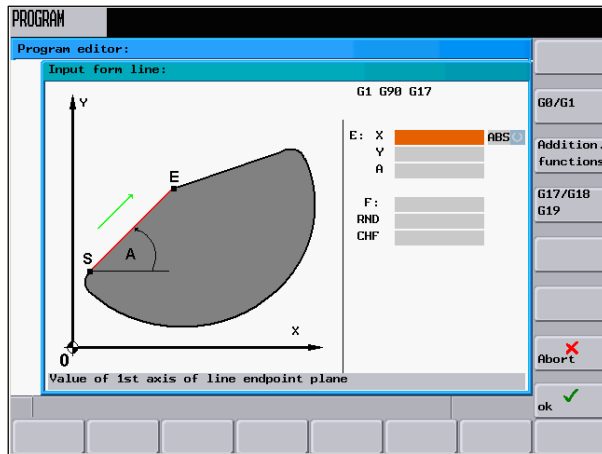 PROGRAM
Program editor:
Input form line:
G1 G90 G17
Y
E
S
A
X
0
E: X
ABS
Y
A
F:
RND
CHF
Value of 1st axis of line endpoint plane
G0/G1
Addition.
functions
G17/G18
G19
Abort
ok